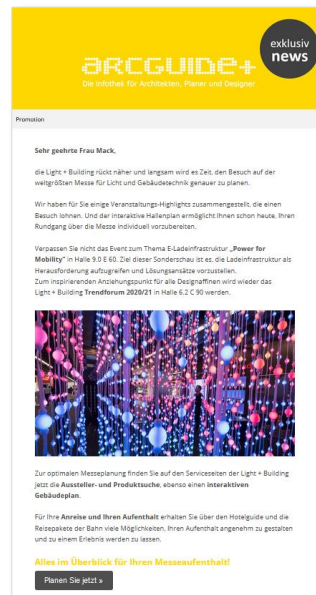 exklusiv
news
arcguide+
Die Infothek für Architekten, Planer und Designer
Promotion
Sehr geehrte Frau Mack,
die Light + Building rückt näher und langsam wird es Zeit, den Besuch auf der
weltgrößten Messe für Licht und Gebäudetechnik genauer zu planen.
Wir haben für Sie einige Veranstaltungs-Highlights zusammengestellt, die einen
Besuch lohnen. Und der interaktive Hallenplan ermöglicht Ihnen schon heute, Ihren
Rundgang über die Messe individuell vorzubereiten.
Verpassen Sie nicht das Event zum Thema E-Ladeinfrastruktur „Power for
Mobility" in Halle 9.0 E 60. Ziel dieser Sonderschau ist es, die Ladeinfrastruktur als
Herausforderung aufzugreifen und Lösungsansätze vorzustellen.
Zum inspirierenden Anziehungspunkt für alle Designaffinen wird wieder das
Light + Building Trendforum 2020/21 in Halle 6.2 C 90 werden.
Zur optimalen Messeplanung finden Sie auf den Serviceseiten der Light + Building
jetzt die Aussteller- und Produktsuche, ebenso einen interaktiven
Gebäudeplan.
Für Ihre Anreise und Ihren Aufenthalt erhalten Sie über den Hotelguide und die
Reisepakete der Bahn viele Möglichkeiten, Ihren Aufenthalt angenehm zu gestalten
und zu einem Erlebnis werden zu lassen.
Alles im Überblick für Ihren Messeaufenthalt!
Planen Sie jetzt »